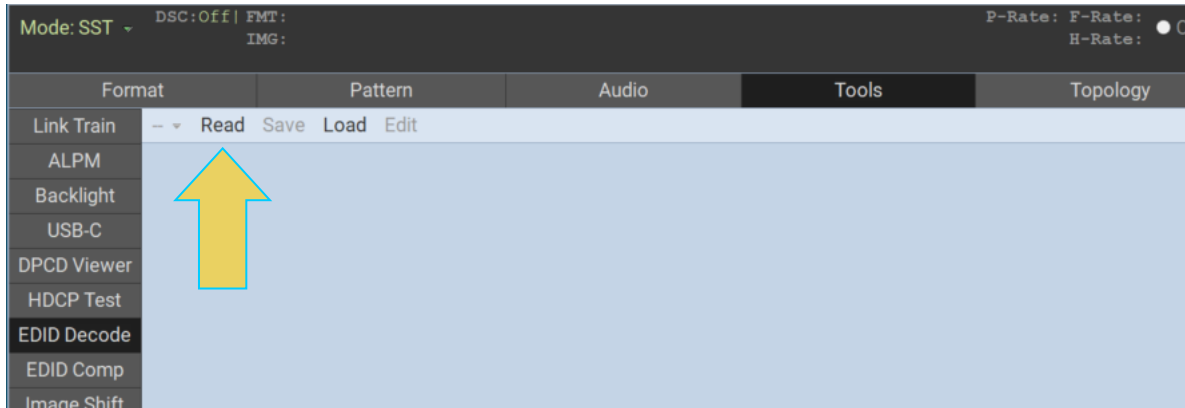 Mode: SST DSC:Off| FMT: P-Rate: F-Rate:
IMG: H-Rate:
Format Pattern Audio Tools Topology
Link Train -- Read Save Load Edit
ALPM
Backlight
USB-C
DPCD Viewer
HDCP Test
EDID Decode
EDID Comp
Image Shift